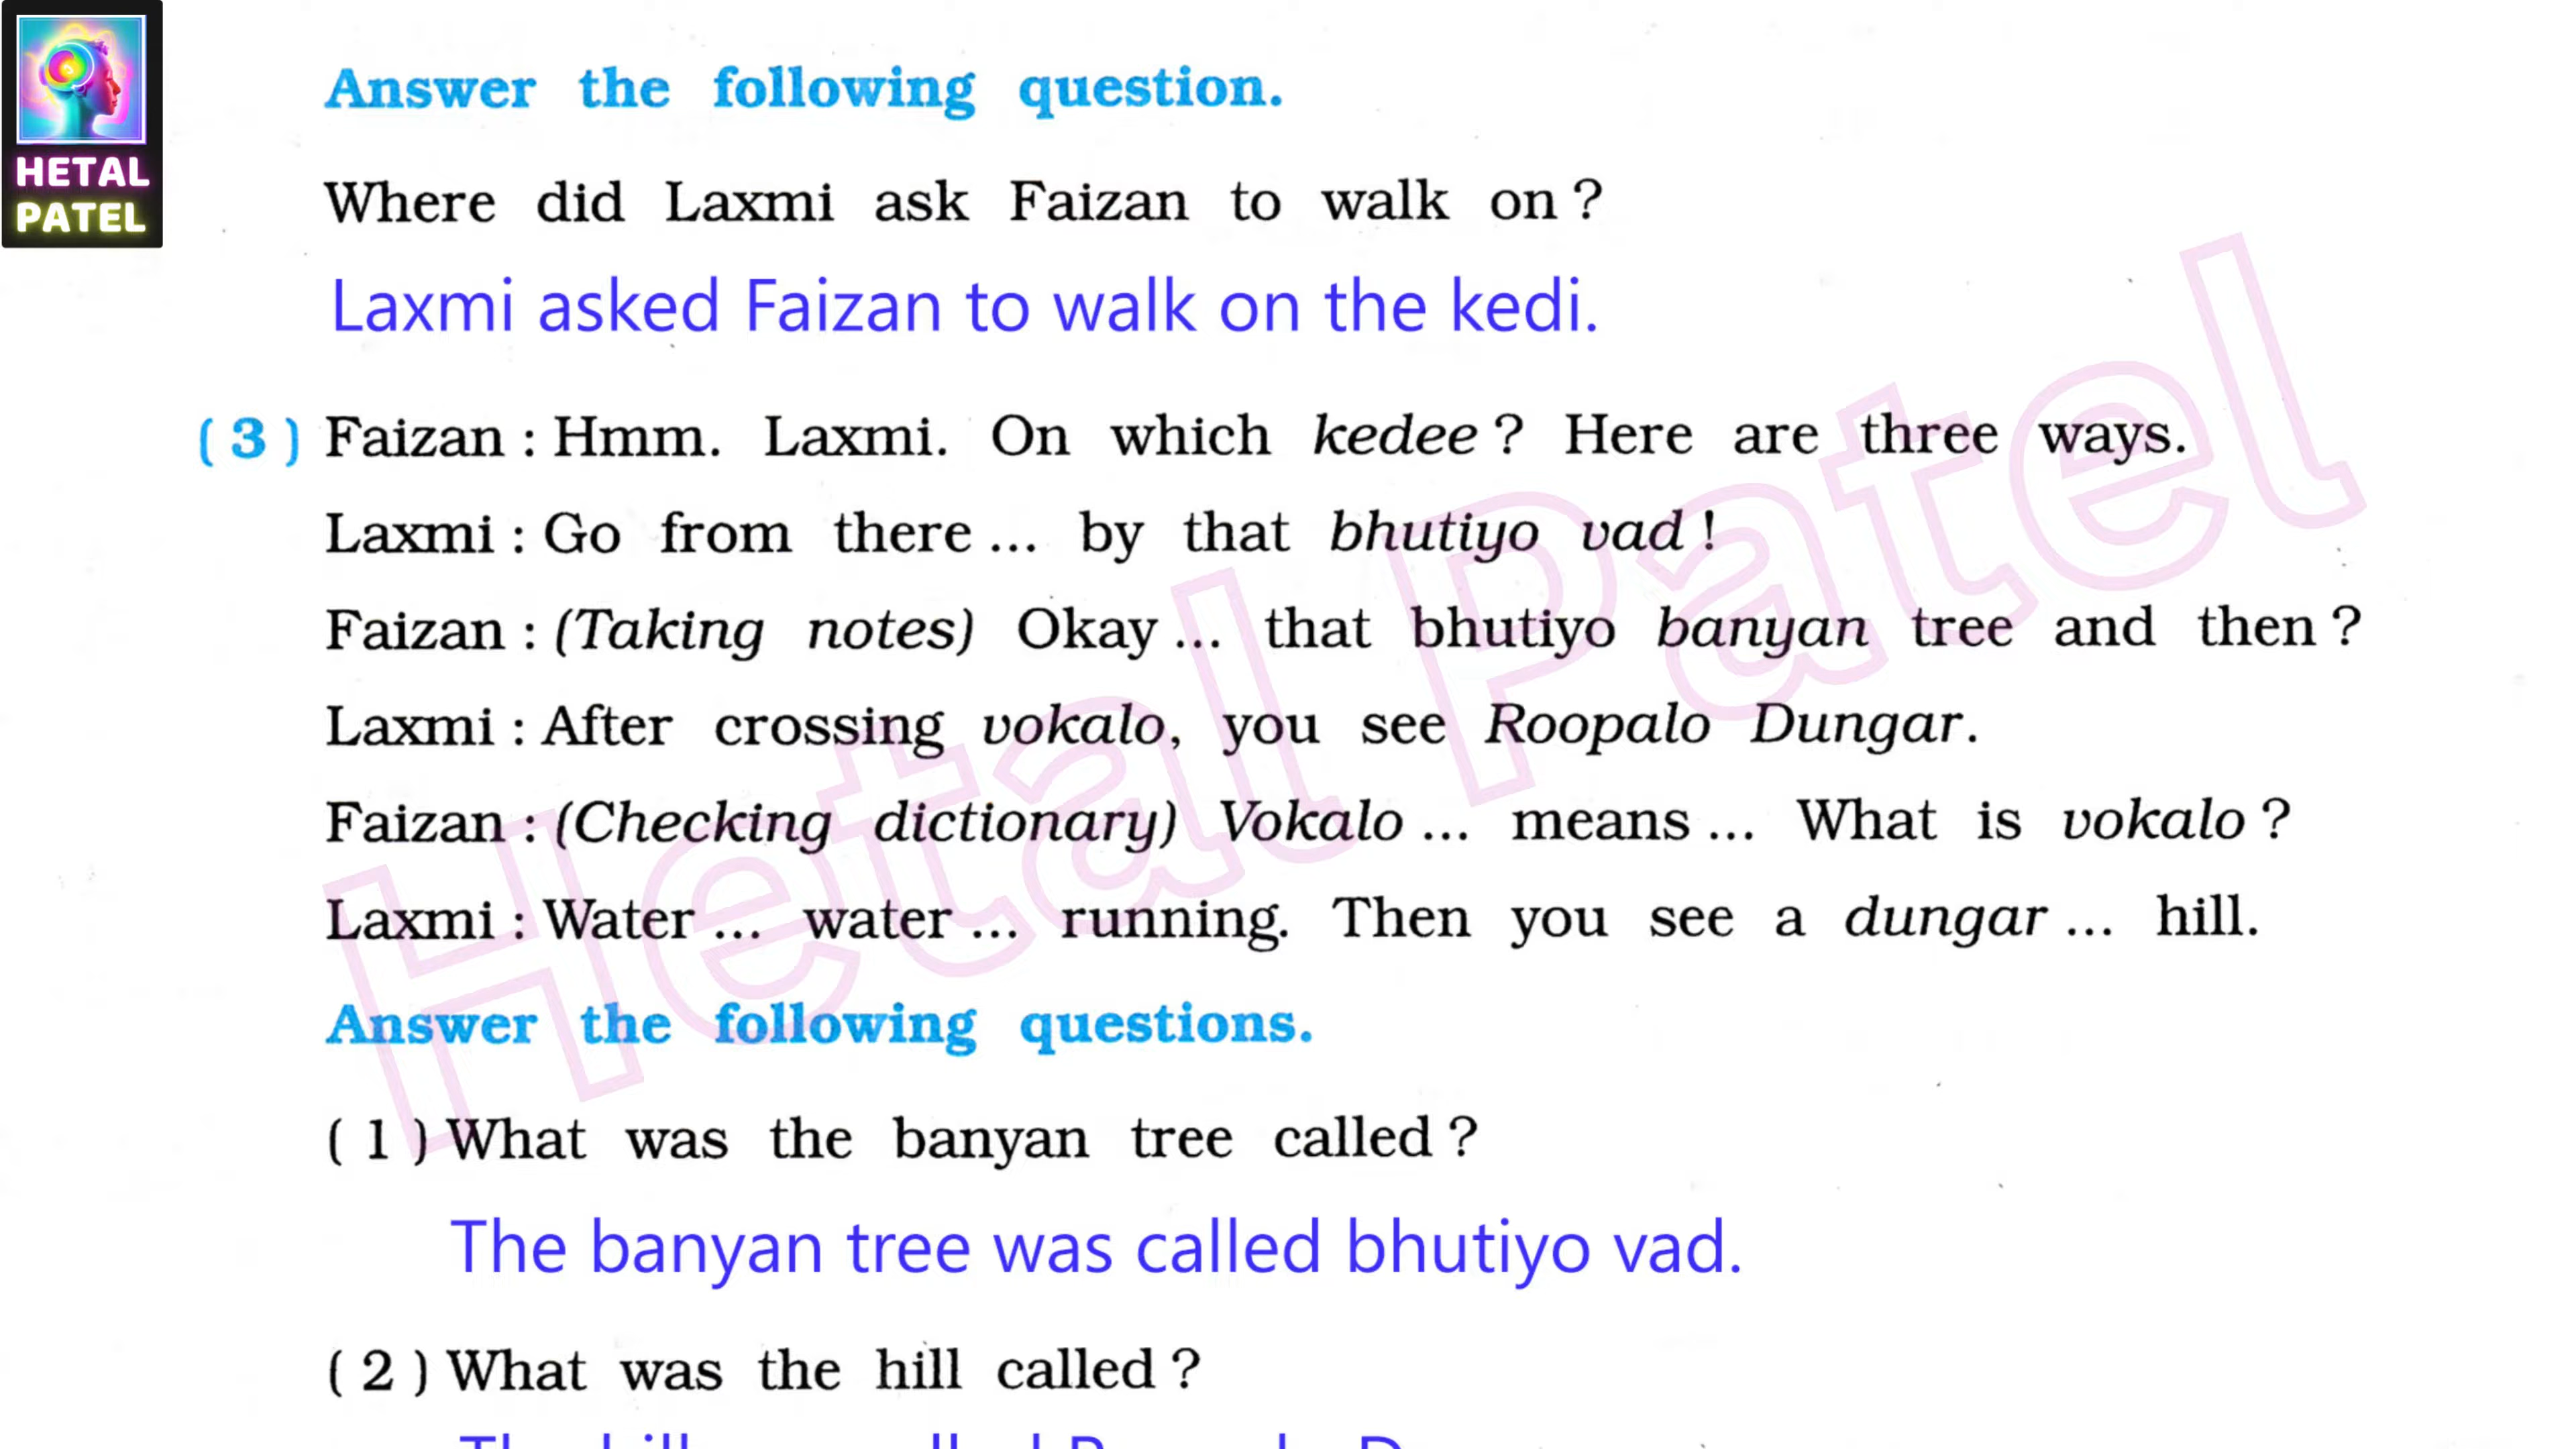 HETAL
PATEL
Answer the following question.
Where did Laxmi ask Faizan to walk on ?
Laxmi asked Faizan to walk on the kedi.
( 3 ) Faizan : Hmm. Laxmi. On which kedee ? Here are three ways.
Laxmi : Go from there ... by that bhutiyo vad !
Faizan : (Taking notes) Okay ... that bhutiyo banyan tree and then ?
Laxmi : After crossing vokalo, you see Roopalo Dungar.
Faizan : (Checking dictionary) Vokalo ... means ... What is vokalo ?
Laxmi : Water ... water ... running. Then you see a dungar ... hill.
Answer the following questions.
( 1 ) What was the banyan tree called ?
The banyan tree was called bhutiyo vad.
( 2 ) What was the hill called ?
Hetal Patel